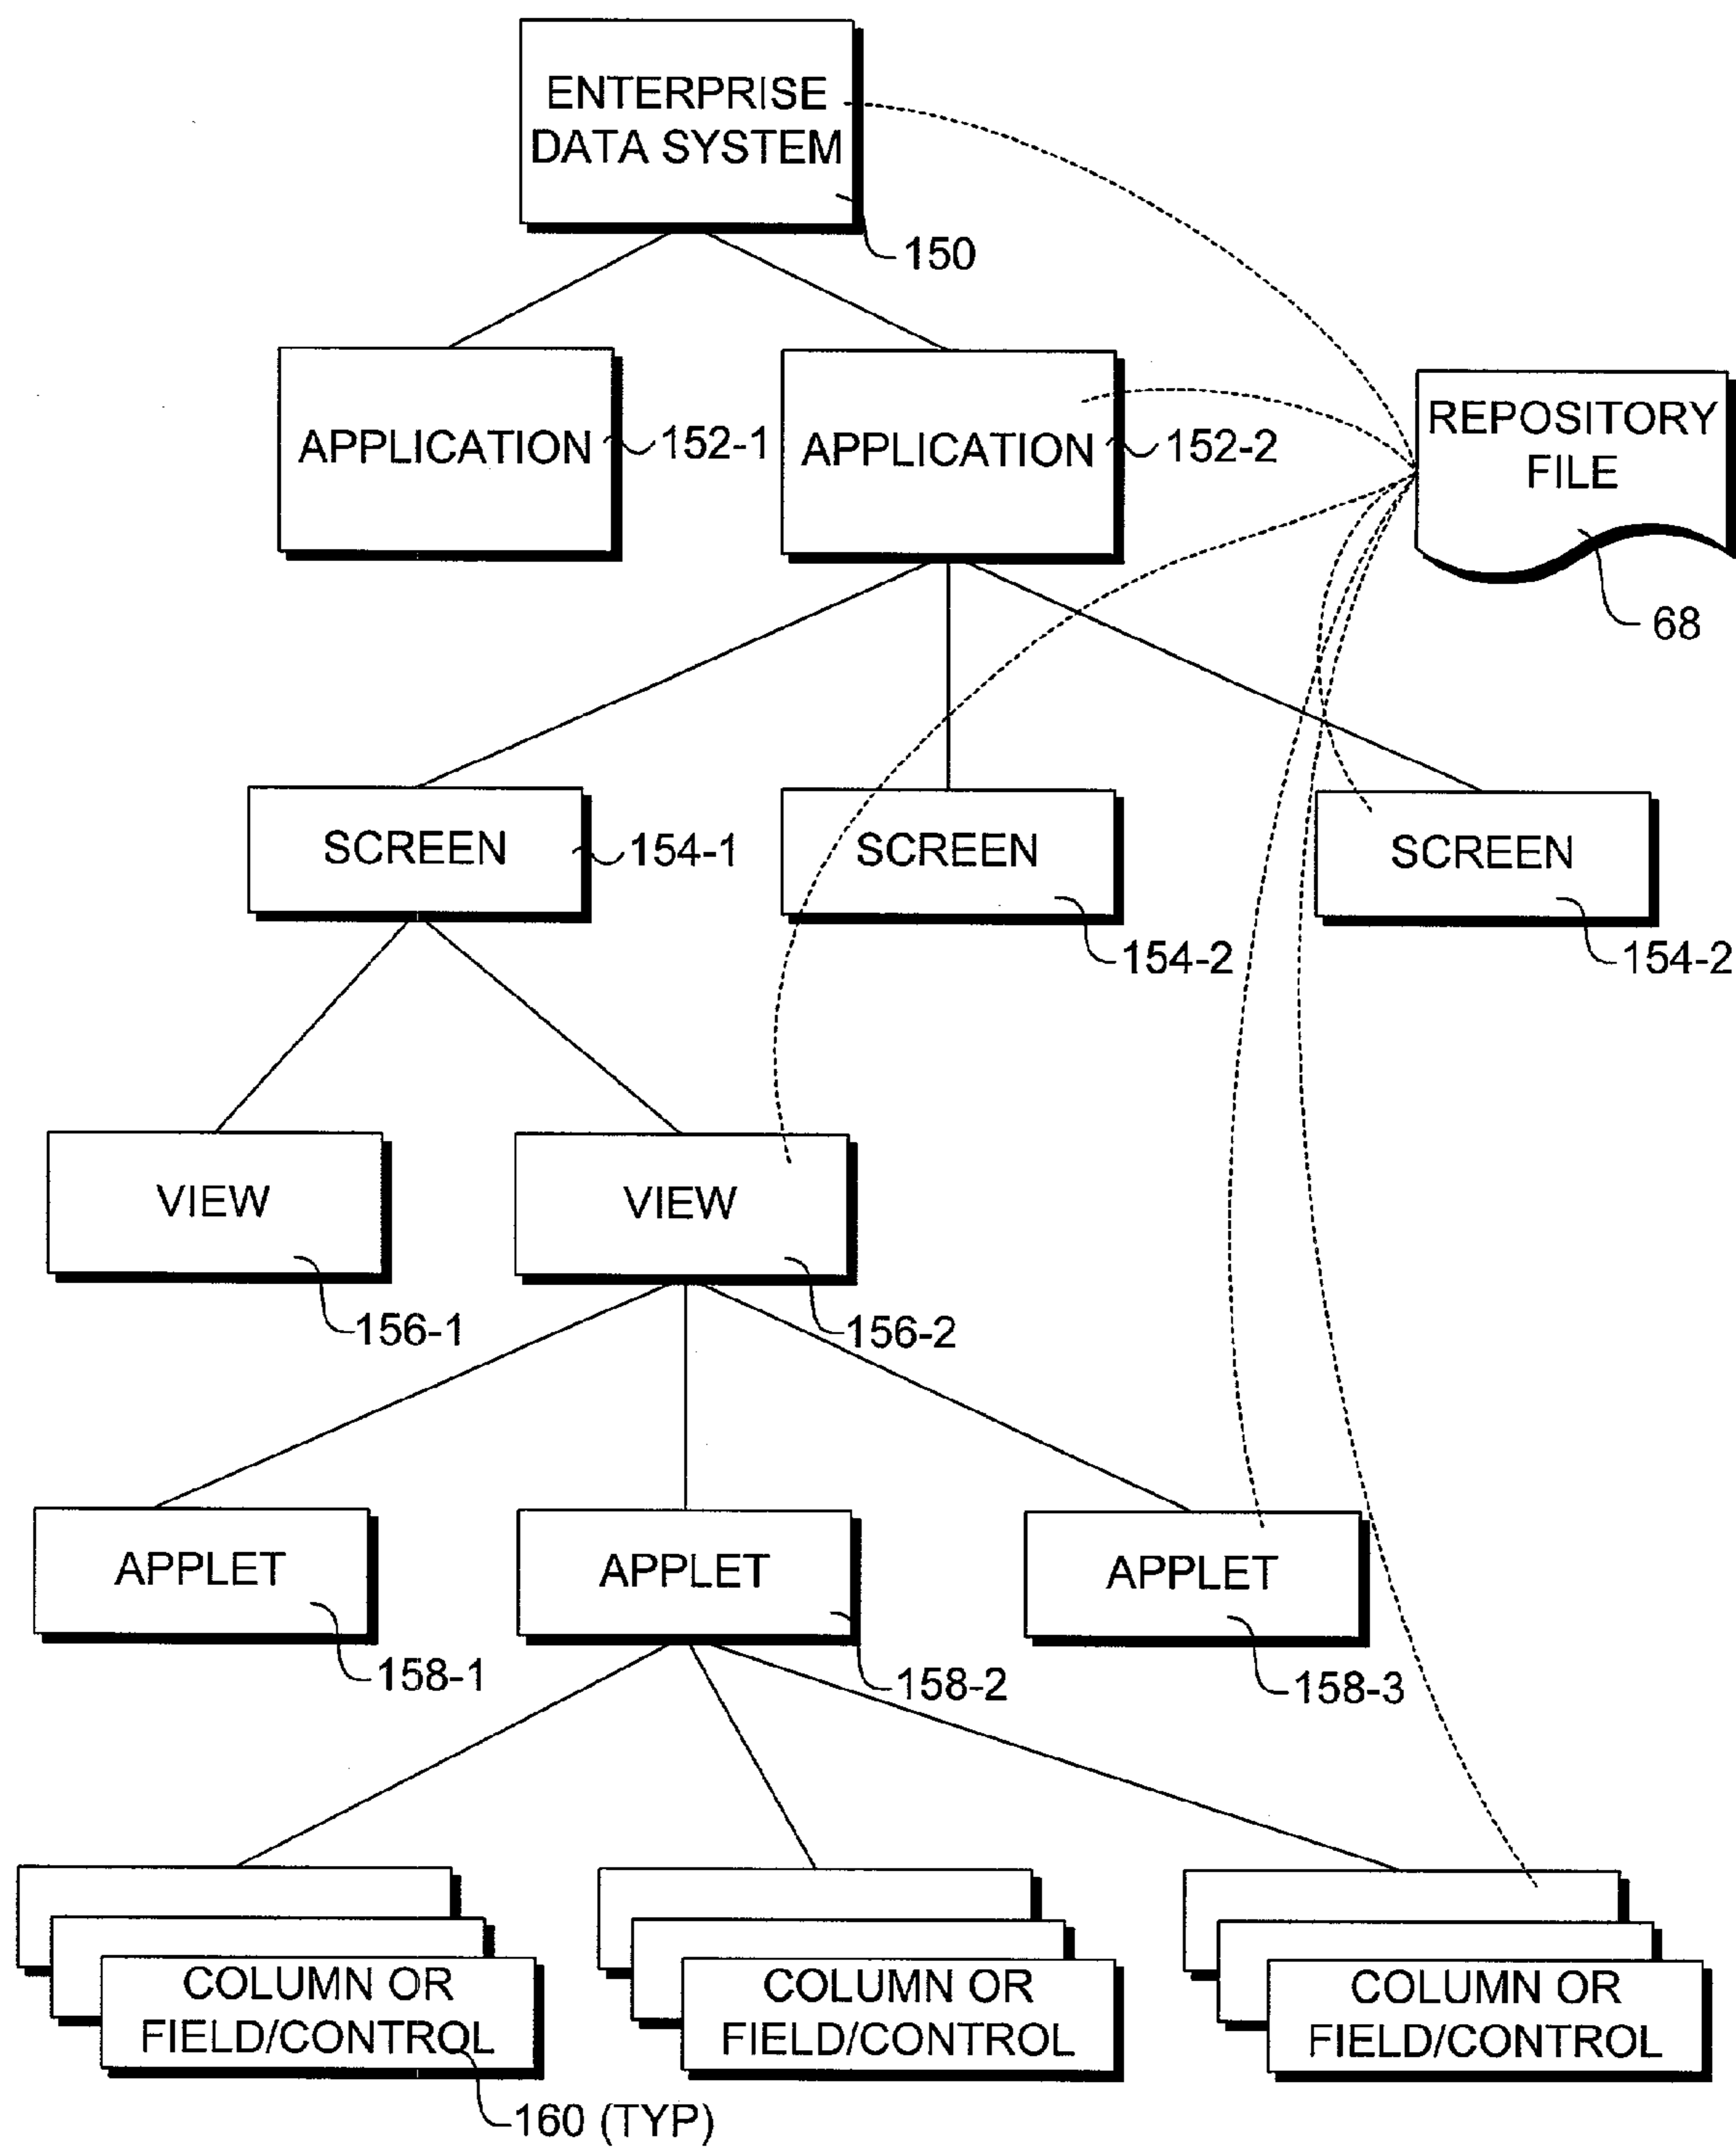 ENTERPRISE
DATA SYSTEM
150
APPLICATION
152-1
APPLICATION
152-2
REPOSITORY
FILE
68
SCREEN
154-1
SCREEN
154-2
SCREEN
154-2
VIEW
156-1
VIEW
156-2
APPLET
158-1
APPLET
158-2
APPLET
158-3
COLUMN OR
FIELD/CONTROL
160 (TYP)
COLUMN OR
FIELD/CONTROL
COLUMN OR
FIELD/CONTROL